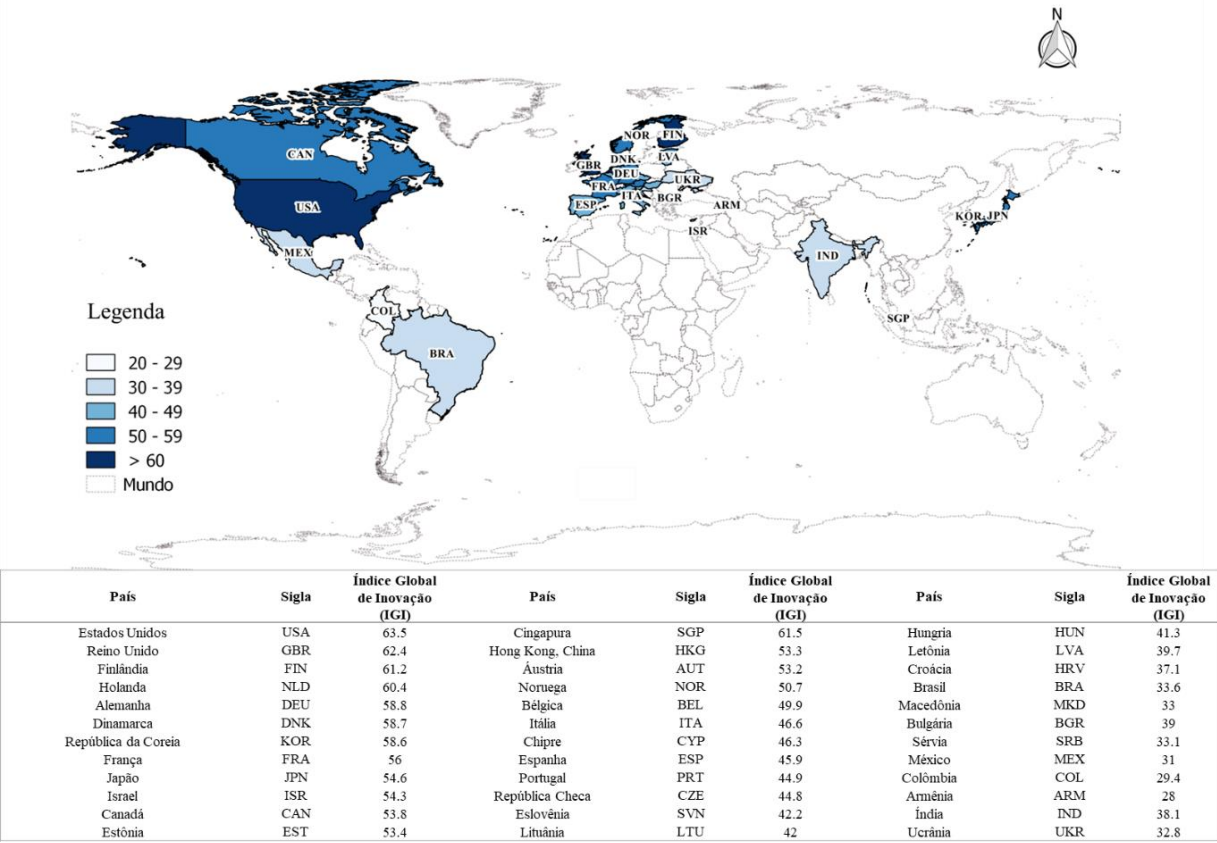 N
NOR
FIN
CAN
GBR
DNK
LVA
DEU
UKR
FRA
ITA
USA
ESP
BGR
ARM
KOR
JPN
ISR
MEX
IND
Legenda
COL
SGP
BRA
20 - 29
30 - 39
40 - 49
50 - 59
> 60
Mundo
País Sigla Índice Global de Inovação (IGI) País Sigla Índice Global de Inovação (IGI) País Sigla Índice Global de Inovação (IGI)
Estados Unidos USA 63.5 Cingapura SGP 61.5 Hungria HUN 41.3
Reino Unido GBR 62.4 Hong Kong, China HKG 53.3 Letônia LVA 39.7
Finlândia FIN 61.2 Áustria AUT 53.2 Croácia HRV 37.1
Holanda NLD 60.4 Noruega NOR 50.7 Brasil BRA 33.6
Alemanha DEU 58.8 Bélgica BEL 49.9 Macedônia MKD 33
Dinamarca DNK 58.7 Itália ITA 46.6 Bulgária BGR 39
República da Coreia KOR 58.6 Chipre CYP 46.3 Sérvia SRB 33.1
França FRA 56 Espanha ESP 45.9 México MEX 31
Japão JPN 54.6 Portugal PRT 44.9 Colômbia COL 29.4
Israel ISR 54.3 República Checa CZE 44.8 Armênia ARM 28
Canadá CAN 53.8 Eslovênia SVN 42.2 Índia IND 38.1
Estônia EST 53.4 Lituânia LTU 42 Ucrânia UKR 32.8